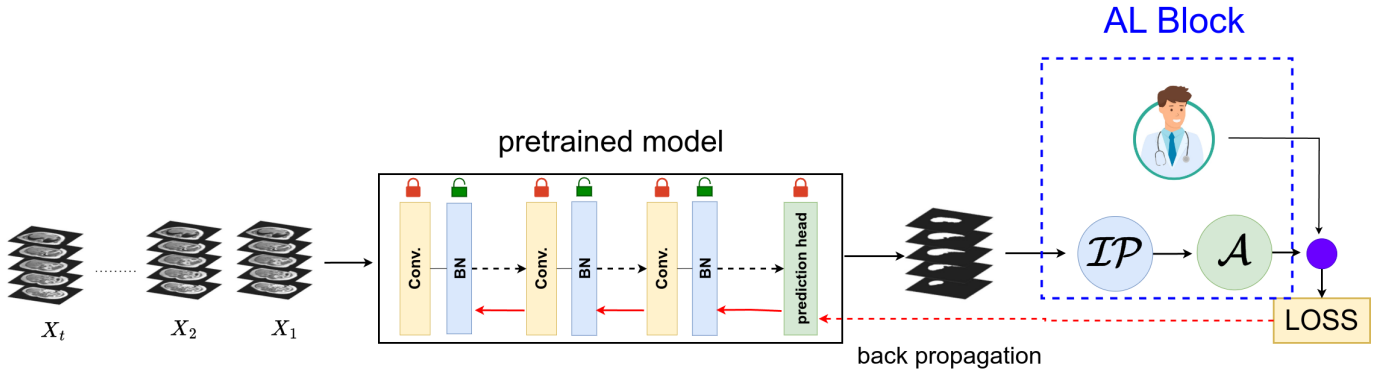 AL Block
pretrained model
Conv.
BN
Conv.
BN
Conv.
BN
prediction head
........
X_t
X_2
X_1
IP
A
LOSS
back propagation